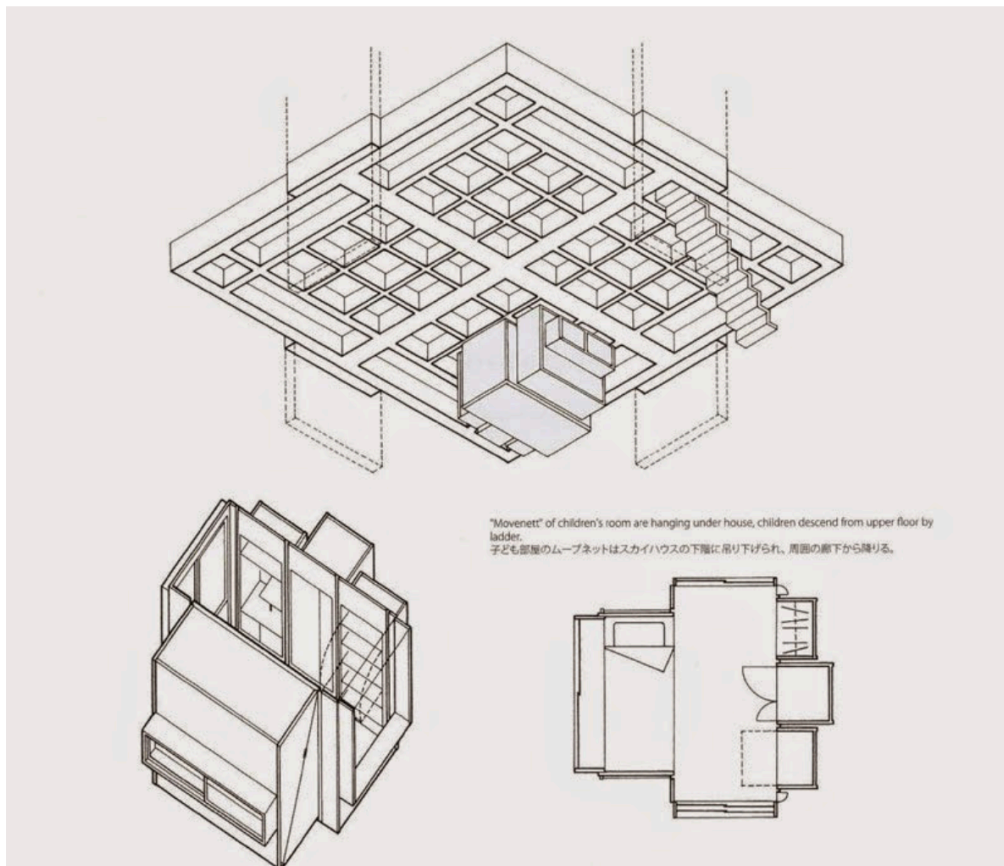 "Movenett" of children's room are hanging under house, children descend from upper floor by
ladder.
子ども部屋のムーブネットはスカイハウスの下階に吊り下げられ、周囲の廊下から降りる。